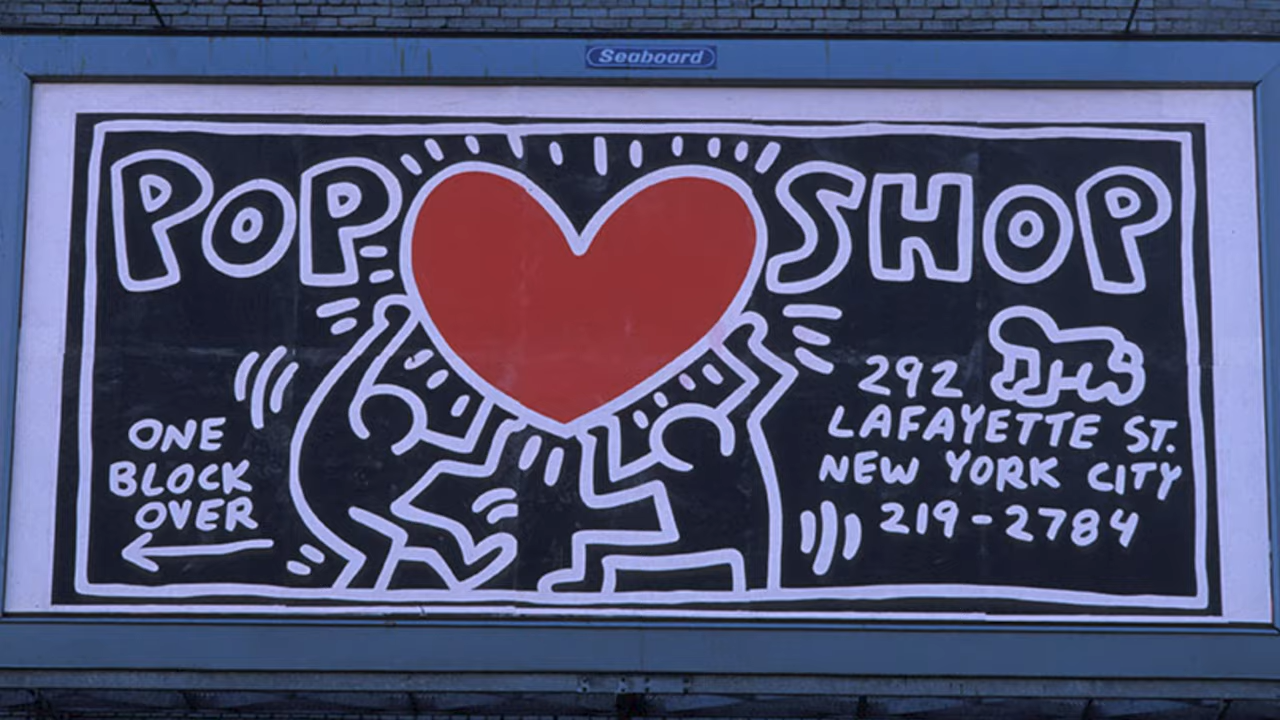 Seaboard
POP SHOP
292
LAFAYETTE ST.
NEW YORK CITY
219-2784
ONE
BLOCK
OVER